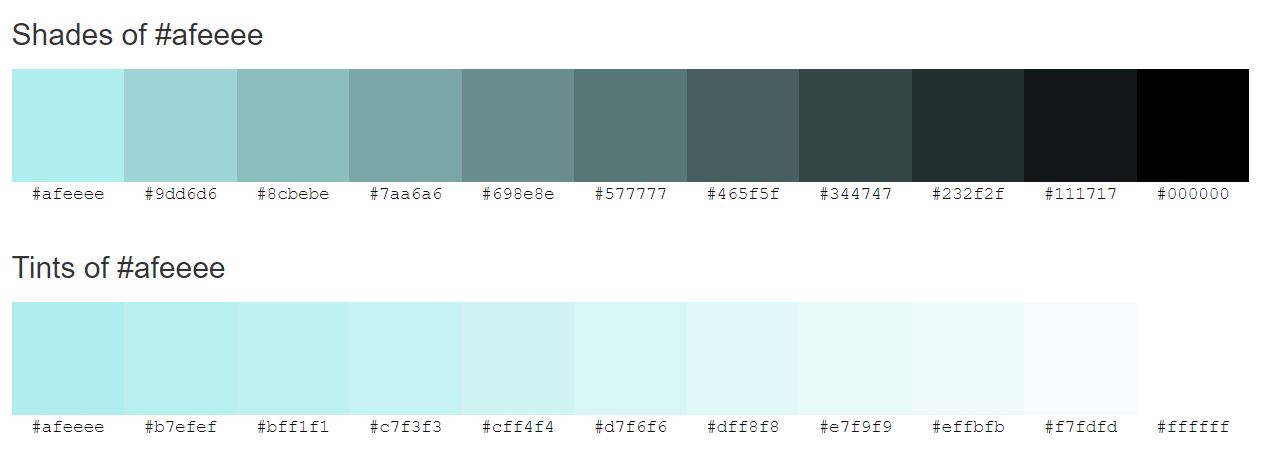 Shades of #afeeee
#afeeee #9dd6d6 #8cbebe #7aa6a6 #698e8e #577777 #465f5f #344747 #232f2f #111717 #000000
Tints of #afeeee
#afeeee #b7efef #bff1f1 #c7f3f3 #cff4f4 #d7f6f6 #dff8f8 #e7f9f9 #effbfb #f7fdfd #ffffff